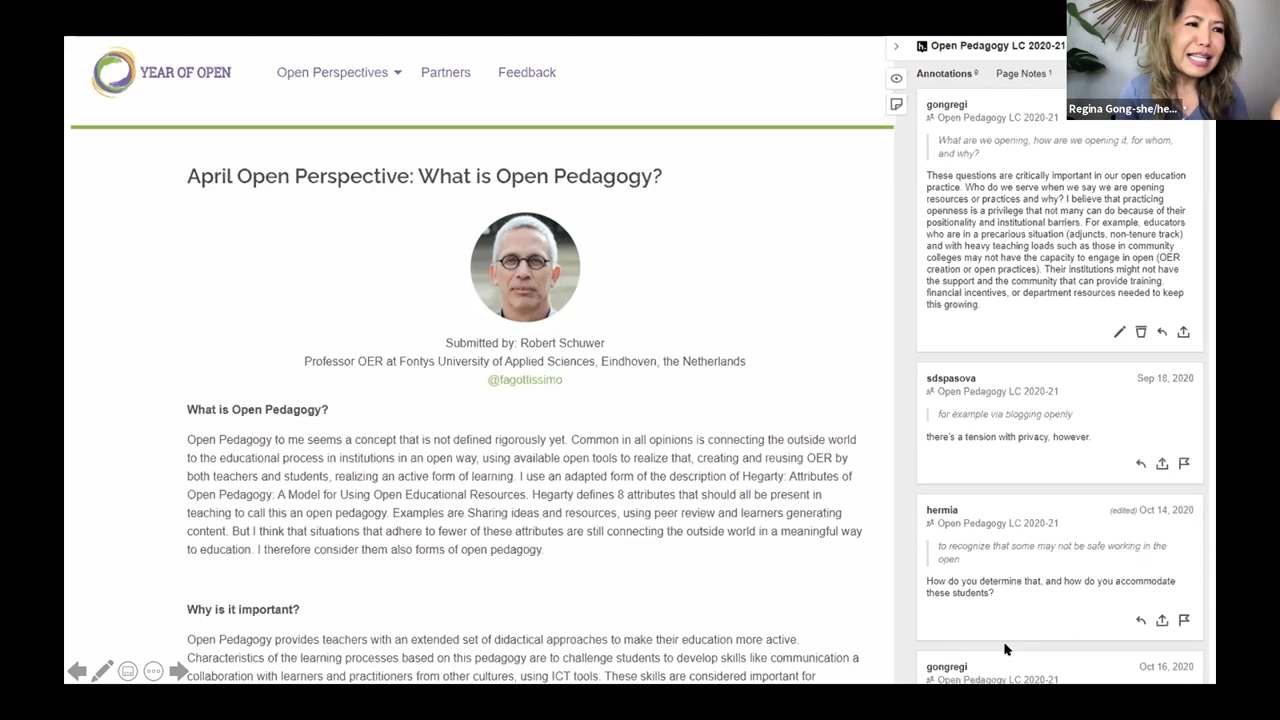 YEAR OF OPEN
Open Perspectives
Partners
Feedback
April Open Perspective: What is Open Pedagogy?
Submitted by: Robert Schuwer
Professor OER at Fontys University of Applied Sciences, Eindhoven, the Netherlands
@fagottissimo
What is Open Pedagogy?
Open Pedagogy to me seems a concept that is not defined rigorously yet. Common in all opinions is connecting the outside world
to the educational process in institutions in an open way, using available open tools to realize that, creating and reusing OER by
both teachers and students, realizing an active form of learning. I use an adapted form of the description of Hegarty: Attributes of
Open Pedagogy: A Model for Using Open Educational Resources. Hegarty defines 8 attributes that should all be present in
teaching to call this an open pedagogy. Examples are Sharing ideas and resources, using peer review and learners generating
content. But I think that situations that adhere to fewer of these attributes are still connecting the outside world in a meaningful way
to education. I therefore consider them also forms of open pedagogy.
Why is it important?
Open Pedagogy provides teachers with an extended set of didactical approaches to make their education more active.
Characteristics of the learning processes based on this pedagogy are to challenge students to develop skills like communication a
collaboration with learners and practitioners from other cultures, using ICT tools. These skills are considered important for
h. Open Pedagogy LC 2020-21
Annotations 8 Page Notes 1
Regina Gong-she/he...
gongregi
Open Pedagogy LC 2020-21
What are we opening, how are we opening it, for whom,
and why?
These questions are critically important in our open education
practice. Who do we serve when we say we are opening
resources or practices and why? I believe that practicing
openness is a privilege that not many can do because of their
positionality and institutional barriers. For example, educators
who are in a precarious situation (adjuncts, non-tenure track)
and with heavy teaching loads such as those in community
colleges may not have the capacity to engage in open (OER
creation or open practices). Their institutions might not have
the support and the community that can provide training,
financial incentives, or department resources needed to keep
this growing.
sdspasova Sep 18, 2020
Open Pedagogy LC 2020-21
for example via blogging openly
there's a tension with privacy, however.
hermia (edited) Oct 14, 2020
Open Pedagogy LC 2020-21
to recognize that some may not be safe working in the
open
How do you determine that, and how do you accommodate
these students?
gongregi Oct 16, 2020
Open Pedagogy LC 2020-21